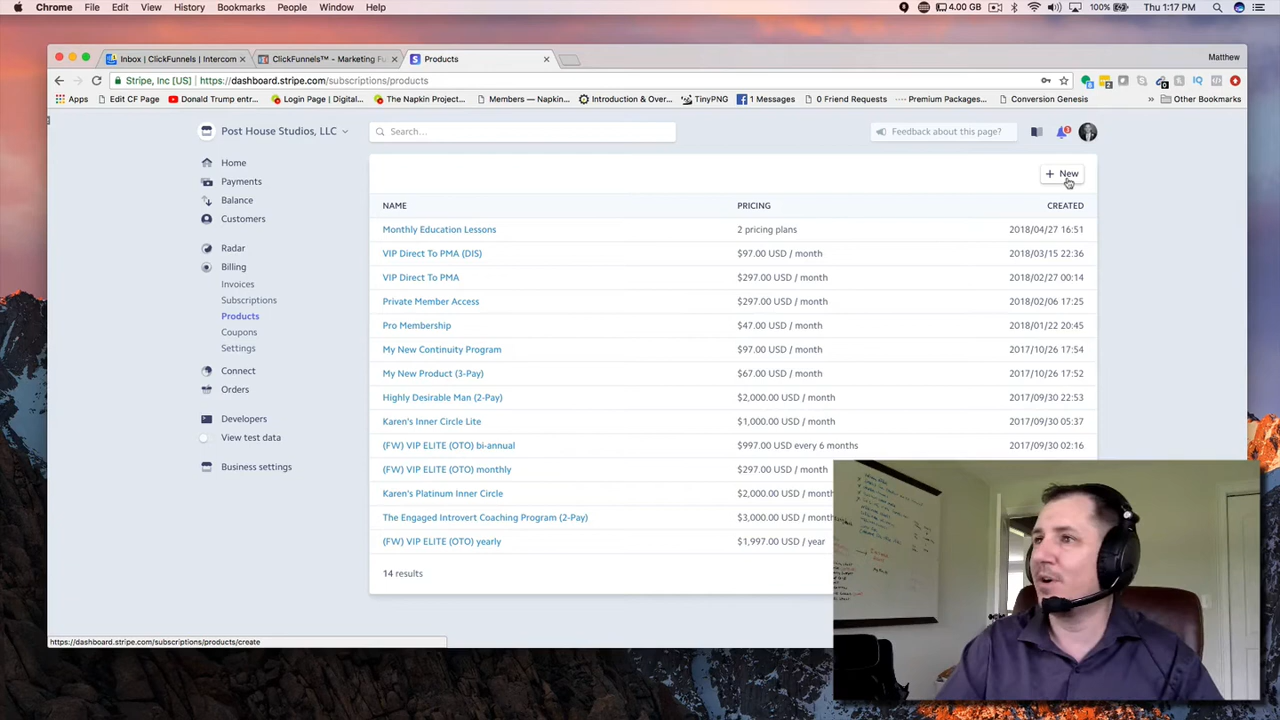 Chrome File Edit View History Bookmarks People Window Help 4.00 GB 100% Thu 1:17 PM
Inbox | ClickFunnels | Intercom ClickFunnels™ - Marketing Fu Products Matthew
Stripe, Inc [US] https://dashboard.stripe.com/subscriptions/products
Apps Edit CF Page Donald Trump entr... Login Page | Digital... The Napkin Project... Members — Napkin... Introduction & Over... TinyPNG 1 Messages 0 Friend Requests Premium Packages... Conversion Genesis » Other Bookmarks
Post House Studios, LLC Search... Feedback about this page? 3
Home
Payments
Balance
Customers
Radar
Billing
Invoices
Subscriptions
Products
Coupons
Settings
Connect
Orders
Developers
View test data
Business settings
+ New
NAME PRICING CREATED
Monthly Education Lessons 2 pricing plans 2018/04/27 16:51
VIP Direct To PMA (DIS) $97.00 USD / month 2018/03/15 22:36
VIP Direct To PMA $297.00 USD / month 2018/02/27 00:14
Private Member Access $297.00 USD / month 2018/02/06 17:25
Pro Membership $47.00 USD / month 2018/01/22 20:45
My New Continuity Program $97.00 USD / month 2017/10/26 17:54
My New Product (3-Pay) $67.00 USD / month 2017/10/26 17:52
Highly Desirable Man (2-Pay) $2,000.00 USD / month 2017/09/30 22:53
Karen's Inner Circle Lite $1,000.00 USD / month 2017/09/30 05:37
(FW) VIP ELITE (OTO) bi-annual $997.00 USD every 6 months 2017/09/30 02:16
(FW) VIP ELITE (OTO) monthly $297.00 USD / month
Karen's Platinum Inner Circle $2,000.00 USD / month
The Engaged Introvert Coaching Program (2-Pay) $3,000.00 USD / month
(FW) VIP ELITE (OTO) yearly $1,997.00 USD / year
14 results
https://dashboard.stripe.com/subscriptions/products/create